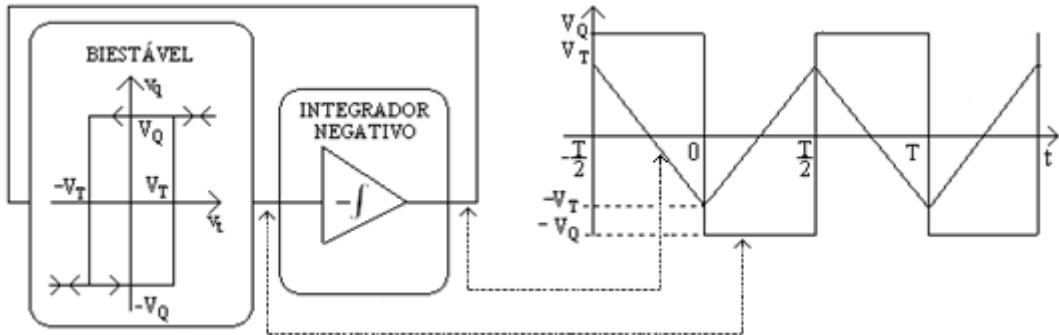 BIESTÁVEL
v_q
V_Q
-V_T
V_T
v_t
-V_Q
INTEGRADOR
NEGATIVO
-∫
V_Q
V_T
-T/2
0
T/2
T
t
-V_T
-V_Q